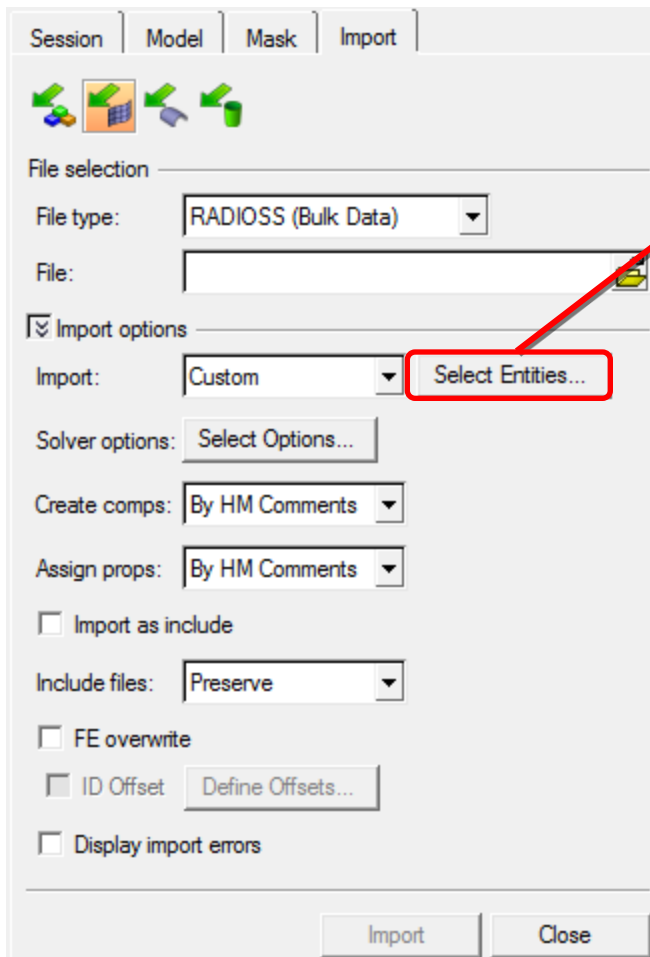 Session Model Mask Import
File selection
File type: RADIOSS (Bulk Data)
File:
Import options
Import: Custom Select Entities...
Solver options: Select Options...
Create comps: By HM Comments
Assign props: By HM Comments
Import as include
Include files: Preserve
FE overwrite
ID Offset Define Offsets...
Display import errors
Import Close